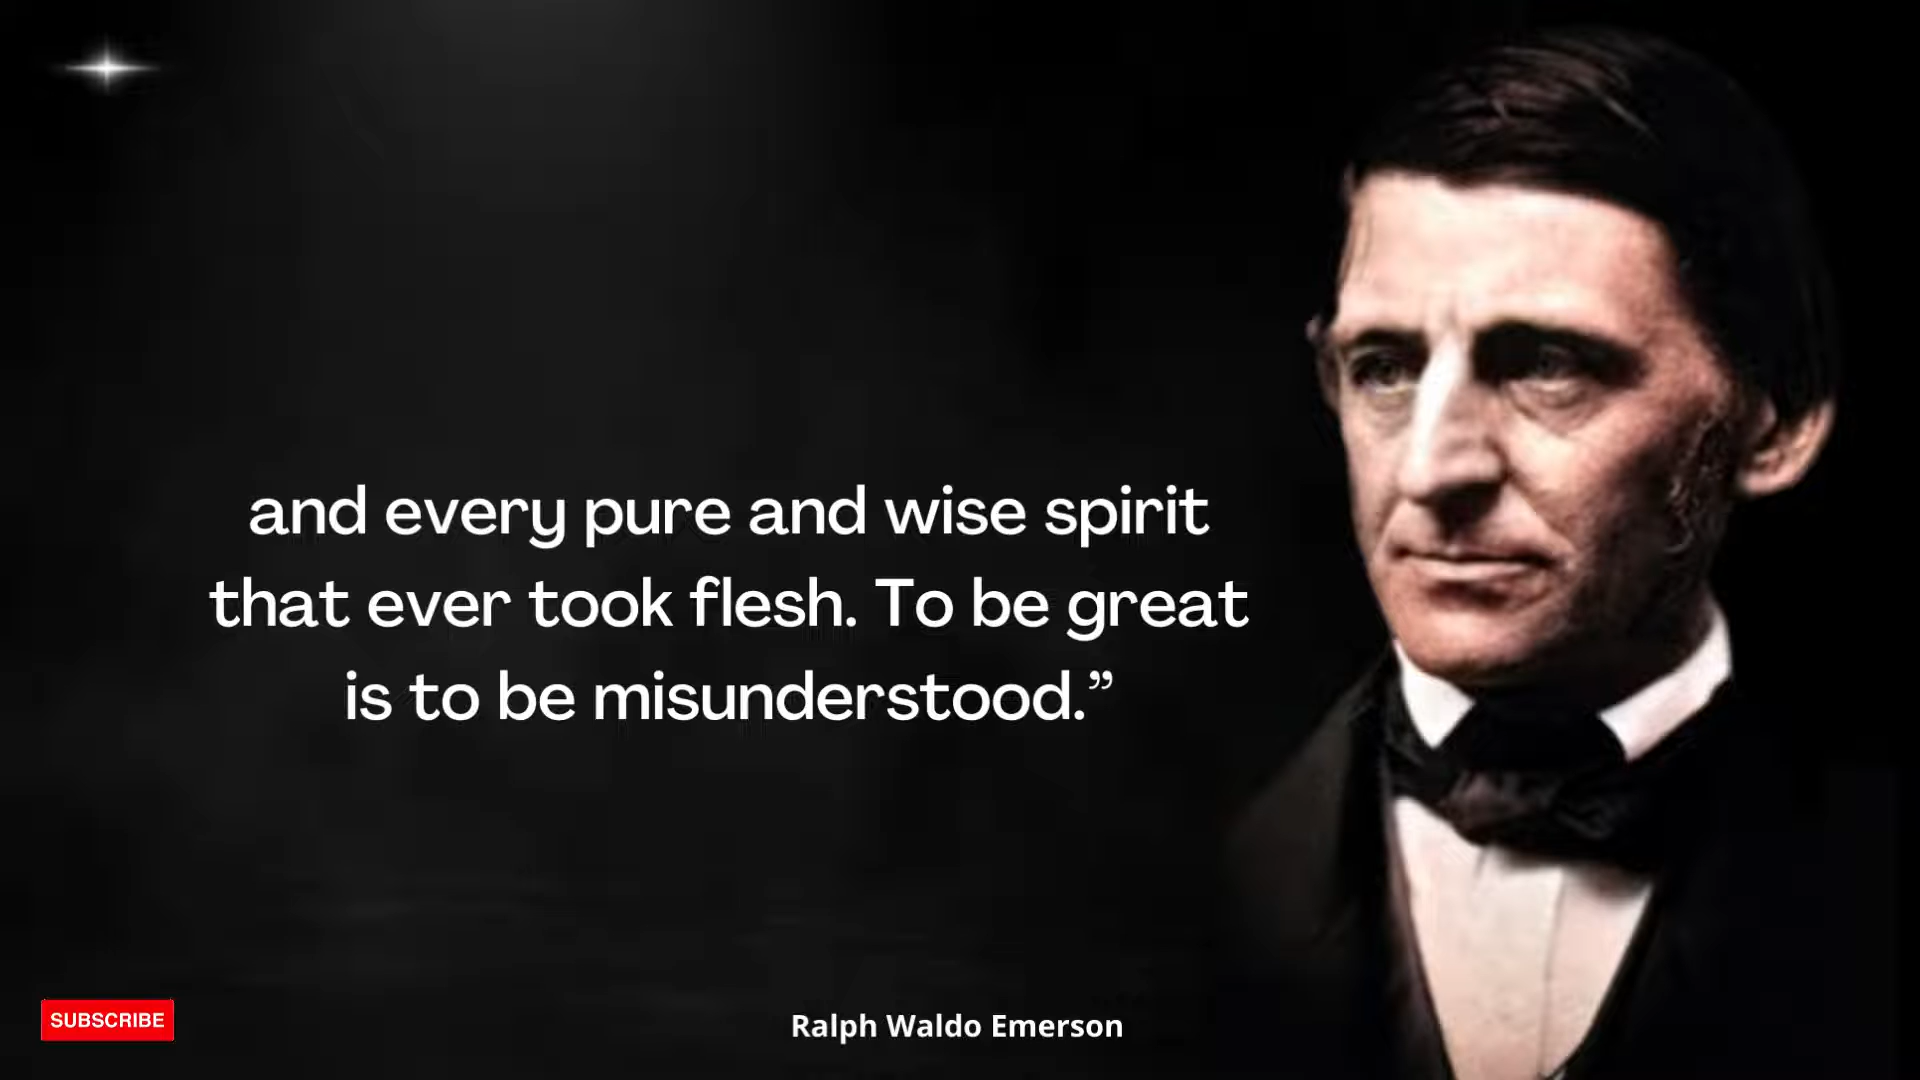 and every pure and wise spirit
that ever took flesh. To be great
is to be misunderstood.”
SUBSCRIBE
Ralph Waldo Emerson